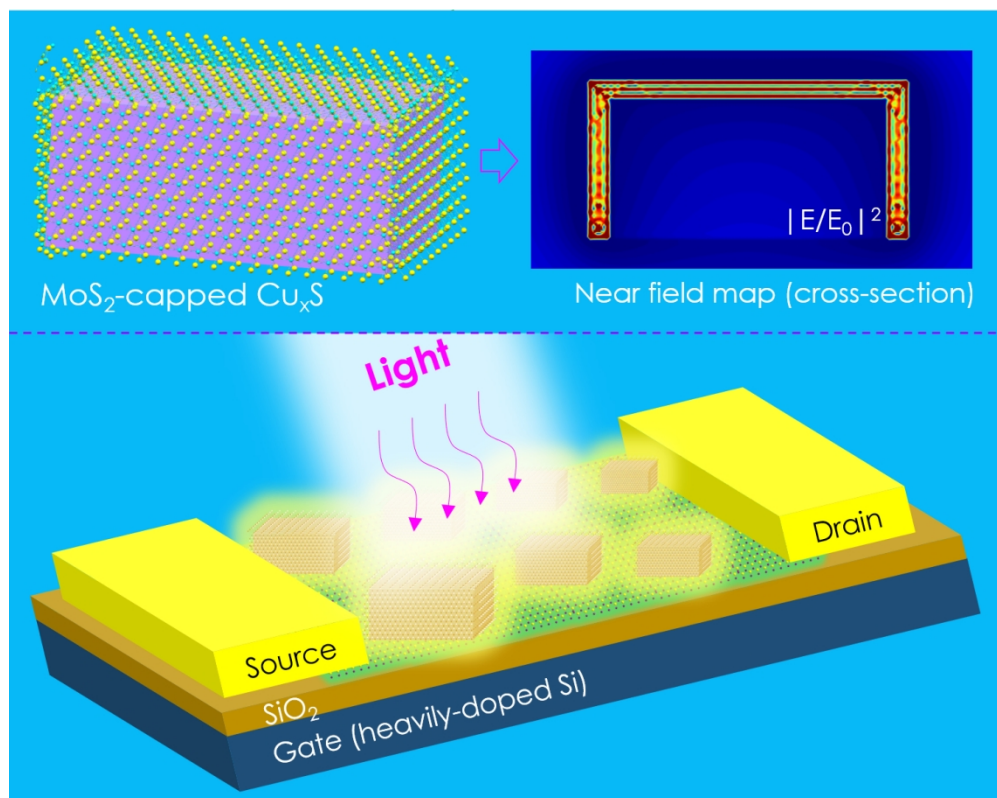 |E/E₀|²
MoS₂-capped CuₓS
Near field map (cross-section)
Light
Drain
Source
SiO₂
Gate (heavily-doped Si)